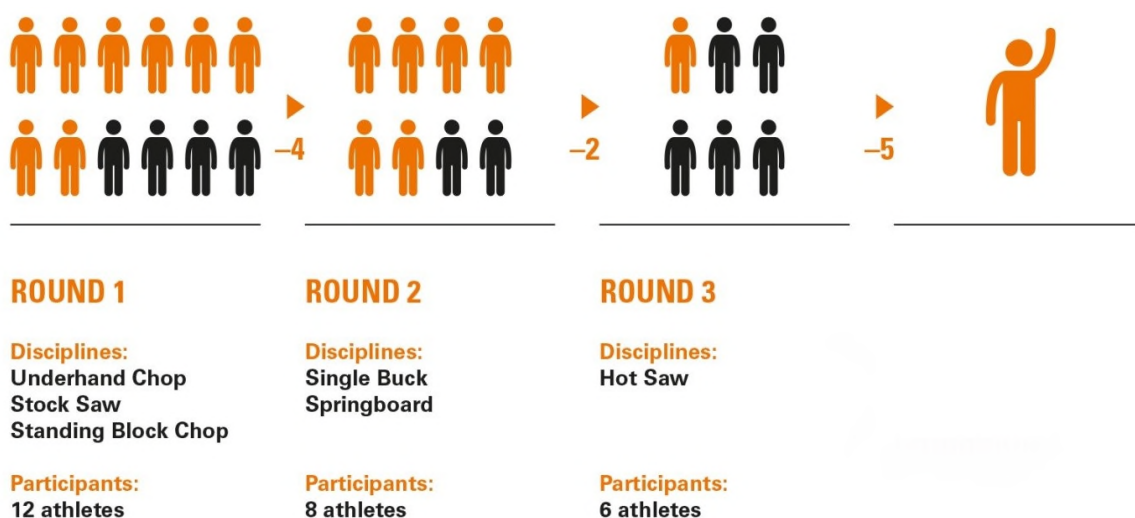 –4
–2
–5
ROUND 1
Disciplines:
Underhand Chop
Stock Saw
Standing Block Chop
Participants:
12 athletes
ROUND 2
Disciplines:
Single Buck
Springboard
Participants:
8 athletes
ROUND 3
Disciplines:
Hot Saw
Participants:
6 athletes